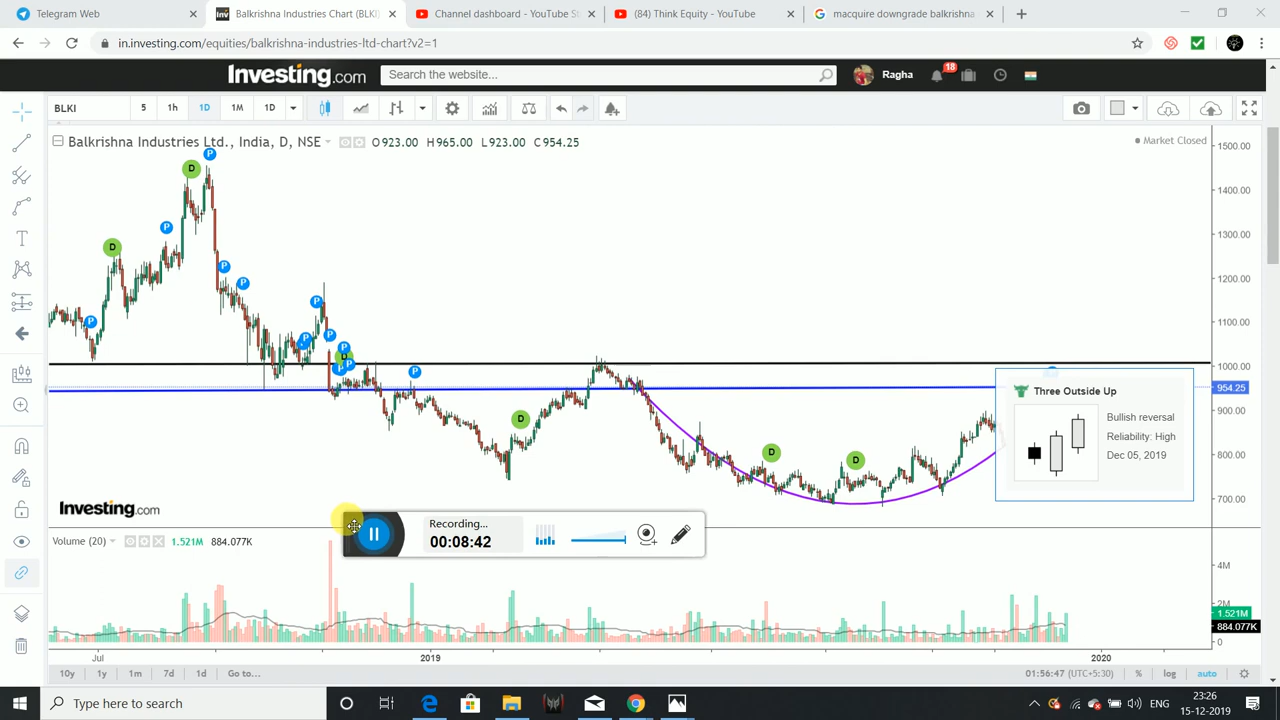 Telegram Web
Balkrishna Industries Chart (BLKI)
Channel dashboard - YouTube St
(84) Think Equity - YouTube
macquire downgrade balkrishna
in.investing.com/equities/balkrishna-industries-ltd-chart?v2=1
Investing.com
Search the website...
Ragha
18
BLKI
5
1h
1D
1M
1D
Balkrishna Industries Ltd., India, D, NSE
O923.00 H965.00 L923.00 C954.25
Market Closed
1500.00
1400.00
1300.00
1200.00
1100.00
1000.00
954.25
900.00
800.00
700.00
D
P
D
P
P
P
P
P
P
P
P
D
P
P
P
D
D
D
Three Outside Up
Bullish reversal
Reliability: High
Dec 05, 2019
Investing.com
Recording...
00:08:42
Volume (20)
1.521M
884.077K
4M
2M
1.521M
884.077K
0
Jul
2019
2020
10y
1y
1m
7d
1d
Go to...
01:56:47 (UTC+5:30)
%
log
auto
Type here to search
ENG
23:26
15-12-2019